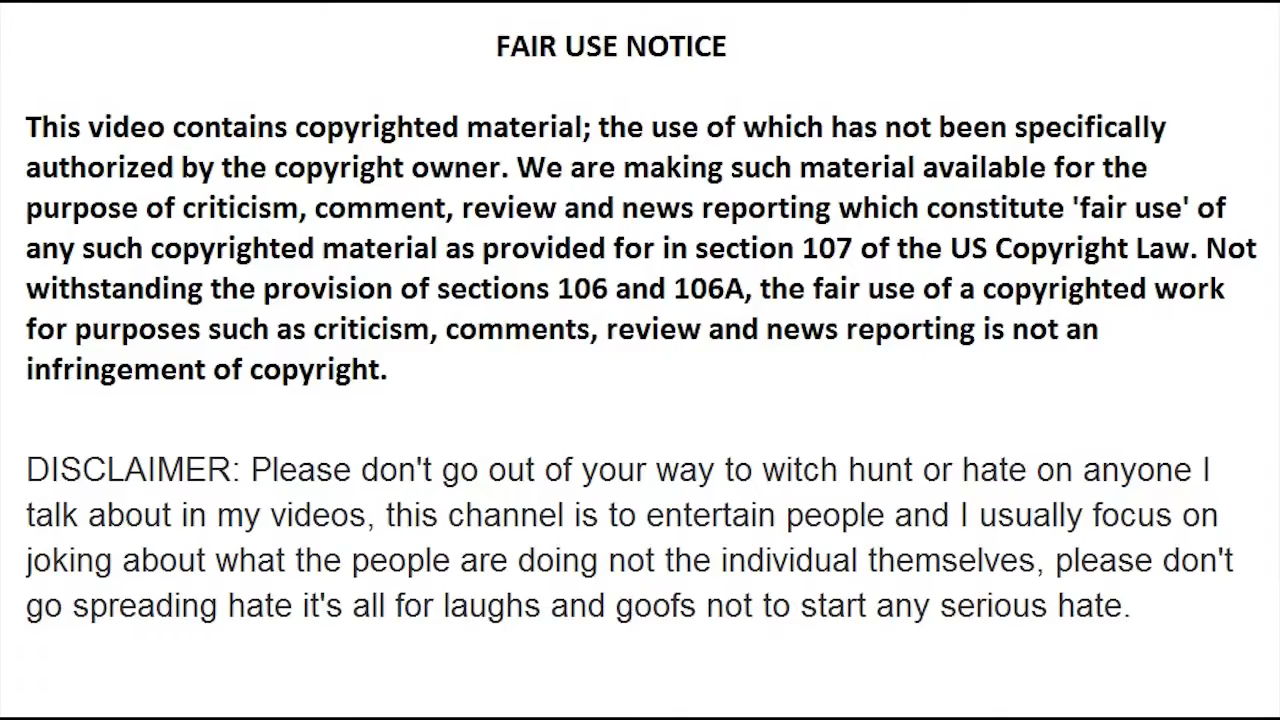 FAIR USE NOTICE
This video contains copyrighted material; the use of which has not been specifically
authorized by the copyright owner. We are making such material available for the
purpose of criticism, comment, review and news reporting which constitute 'fair use' of
any such copyrighted material as provided for in section 107 of the US Copyright Law. Not
withstanding the provision of sections 106 and 106A, the fair use of a copyrighted work
for purposes such as criticism, comments, review and news reporting is not an
infringement of copyright.
DISCLAIMER: Please don't go out of your way to witch hunt or hate on anyone I
talk about in my videos, this channel is to entertain people and I usually focus on
joking about what the people are doing not the individual themselves, please don't
go spreading hate it's all for laughs and goofs not to start any serious hate.